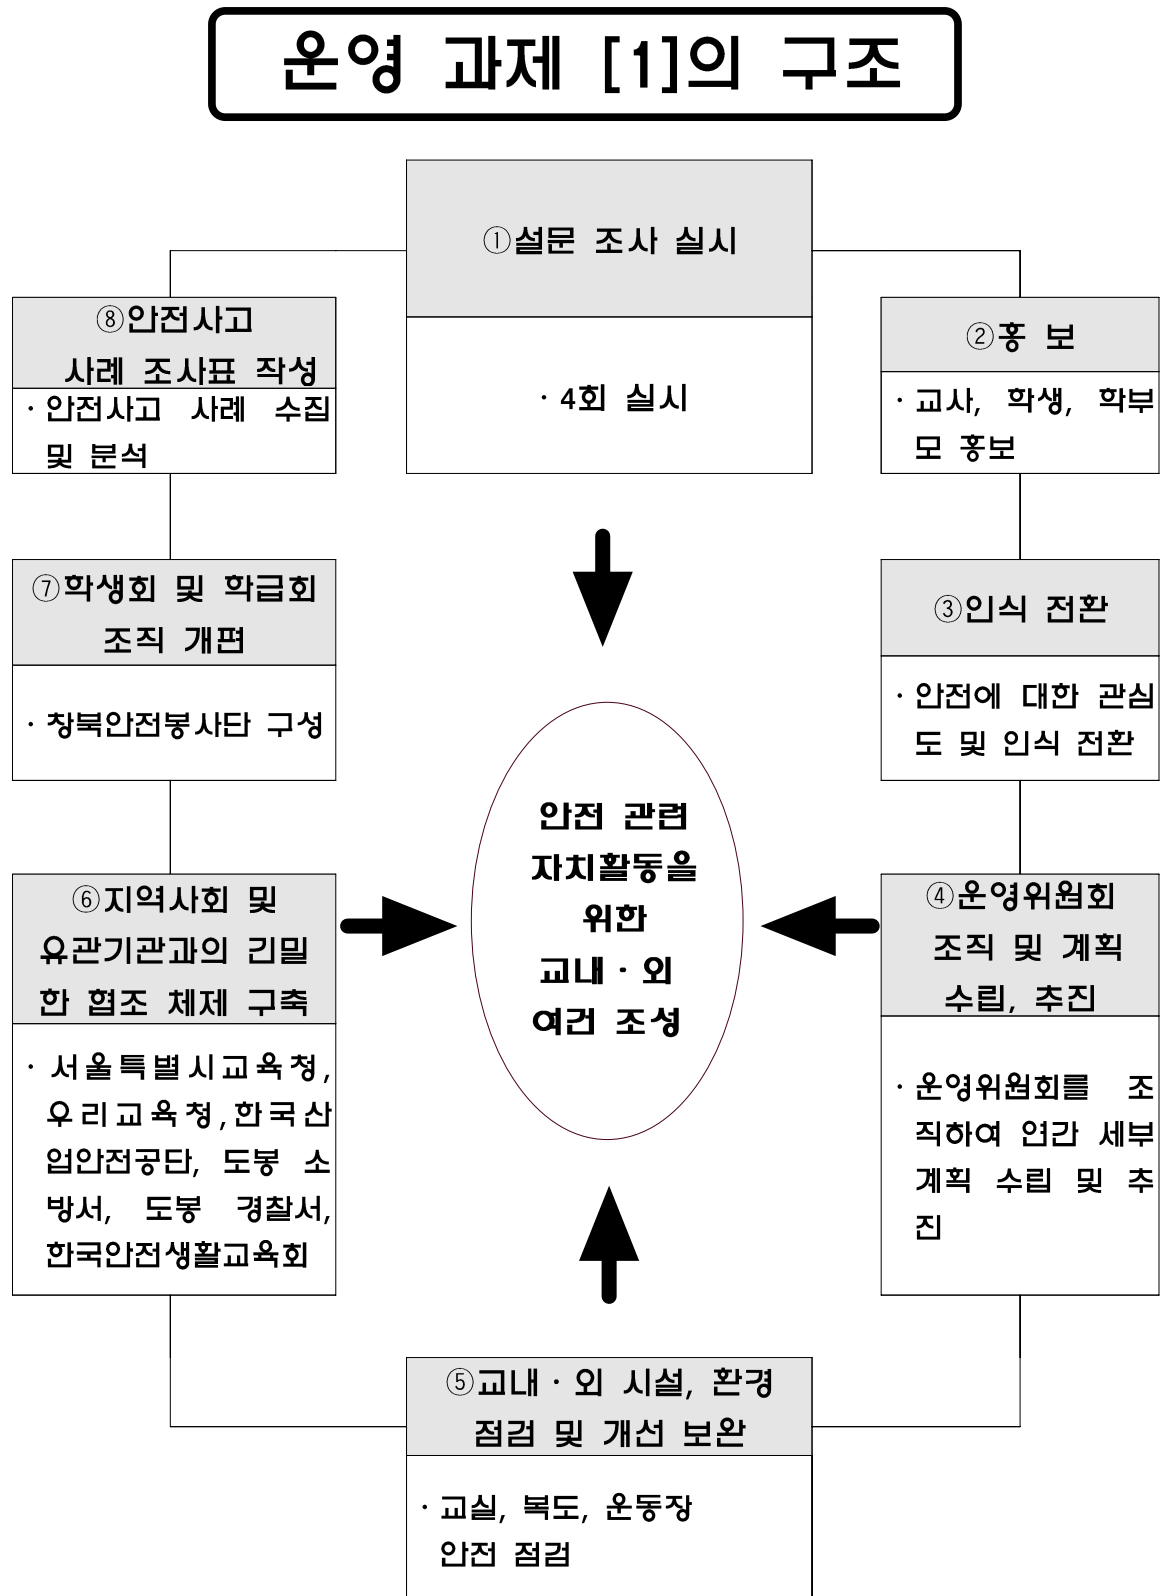 운영 과제 [1]의 구조
①설문 조사 실시
· 4회 실시
②홍 보
· 교사, 학생, 학부
모 홍보
③인식 전환
· 안전에 대한 관심
도 및 인식 전환
④운영위원회
조직 및 계획
수립, 추진
· 운영위원회를 조
직하여 연간 세부
계획 수립 및 추
진
⑤교내 · 외 시설, 환경
점검 및 개선 보완
· 교실, 복도, 운동장
안전 점검
⑥지역사회 및
유관기관과의 긴밀
한 협조 체제 구축
· 서울특별시교육청,
우리교육청,한국산
업안전공단, 도봉 소
방서, 도봉 경찰서,
한국안전생활교육회
⑦학생회 및 학급회
조직 개편
· 창북안전봉사단 구성
⑧안전사고
사례 조사표 작성
· 안전사고 사례 수집
및 분석
안전 관련
자치활동을
위한
교내 · 외
여건 조성